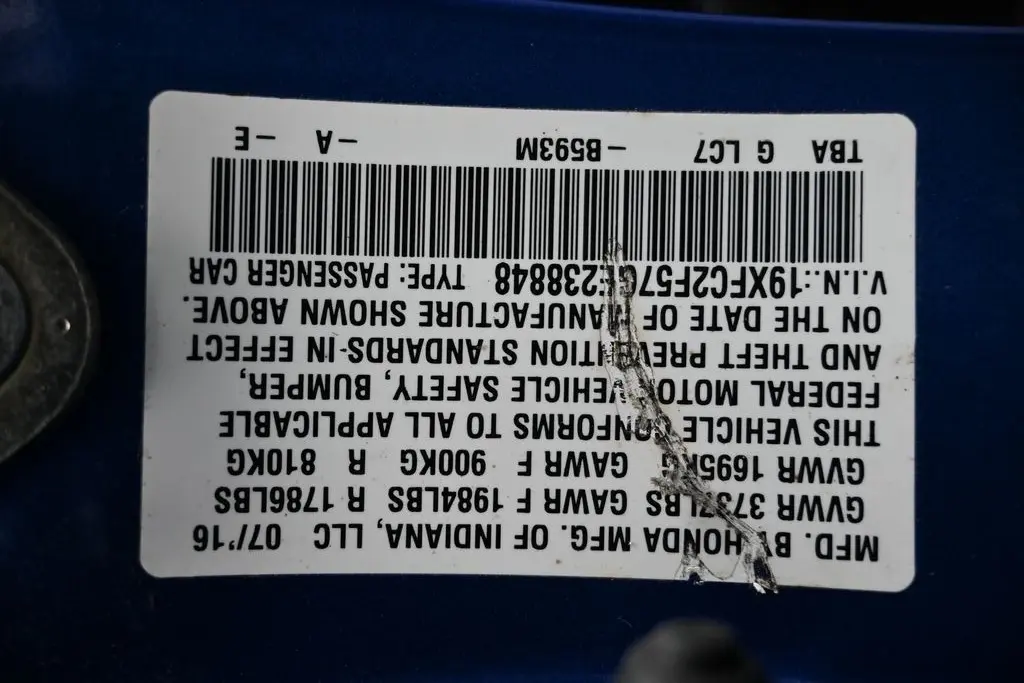 MFD. BY HONDA MFG. OF INDIANA, LLC 07/'16
GVWR 3737LBS GAWR F 1984LBS R 1786LBS
GVWR 1695KG GAWR F 900KG R 810KG
THIS VEHICLE CONFORMS TO ALL APPLICABLE
FEDERAL MOTOR VEHICLE SAFETY, BUMPER,
AND THEFT PREVENTION STANDARDS IN EFFECT
ON THE DATE OF MANUFACTURE SHOWN ABOVE.
V.I.N.:19XFC2F57GE238848 TYPE: PASSENGER CAR
TBA G LC7 –B593M –A –E